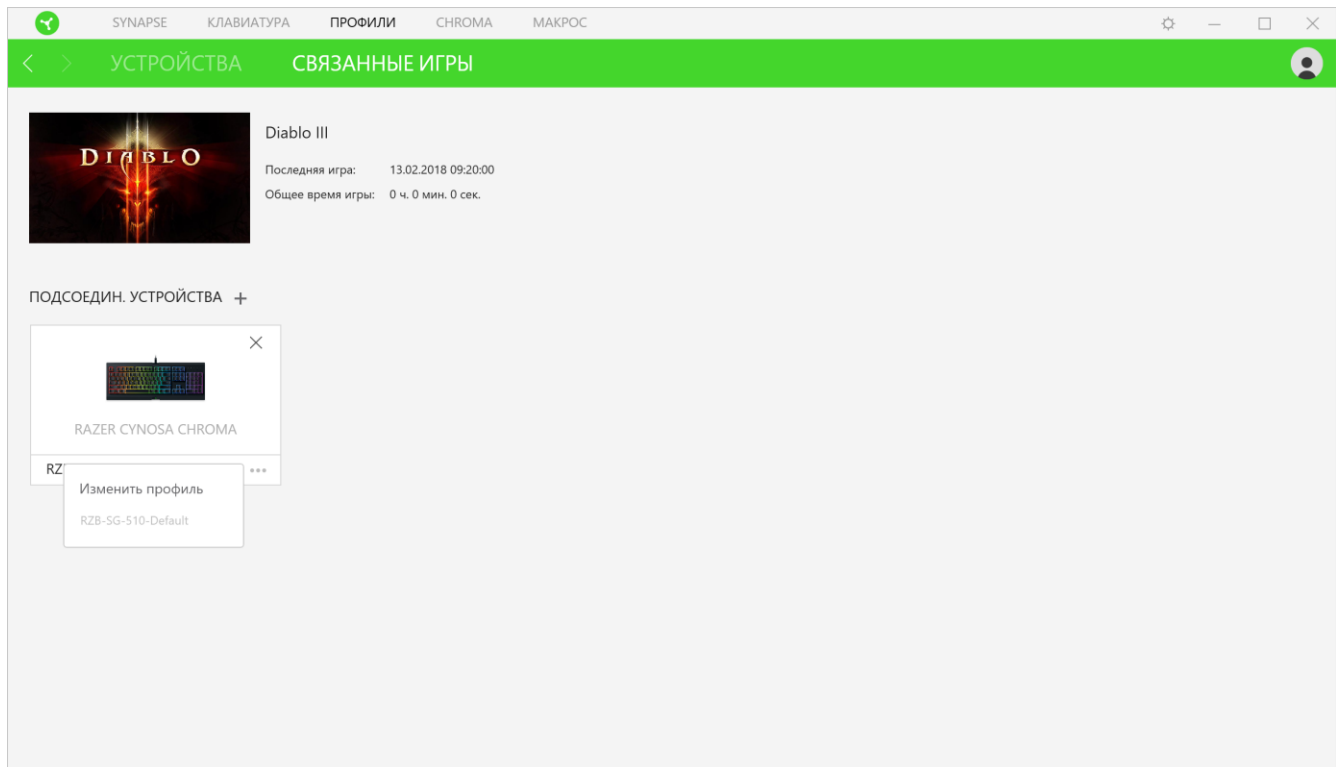 SYNAPSE КЛАВИАТУРА ПРОФИЛИ CHROMA МАКРОС
УСТРОЙСТВА СВЯЗАННЫЕ ИГРЫ
DIABLO
Diablo III
Последняя игра: 13.02.2018 09:20:00
Общее время игры: 0 ч. 0 мин. 0 сек.
ПОДСОЕДИН. УСТРОЙСТВА +
RAZER CYNOSA CHROMA
RZ
Изменить профиль
RZB-SG-510-Default